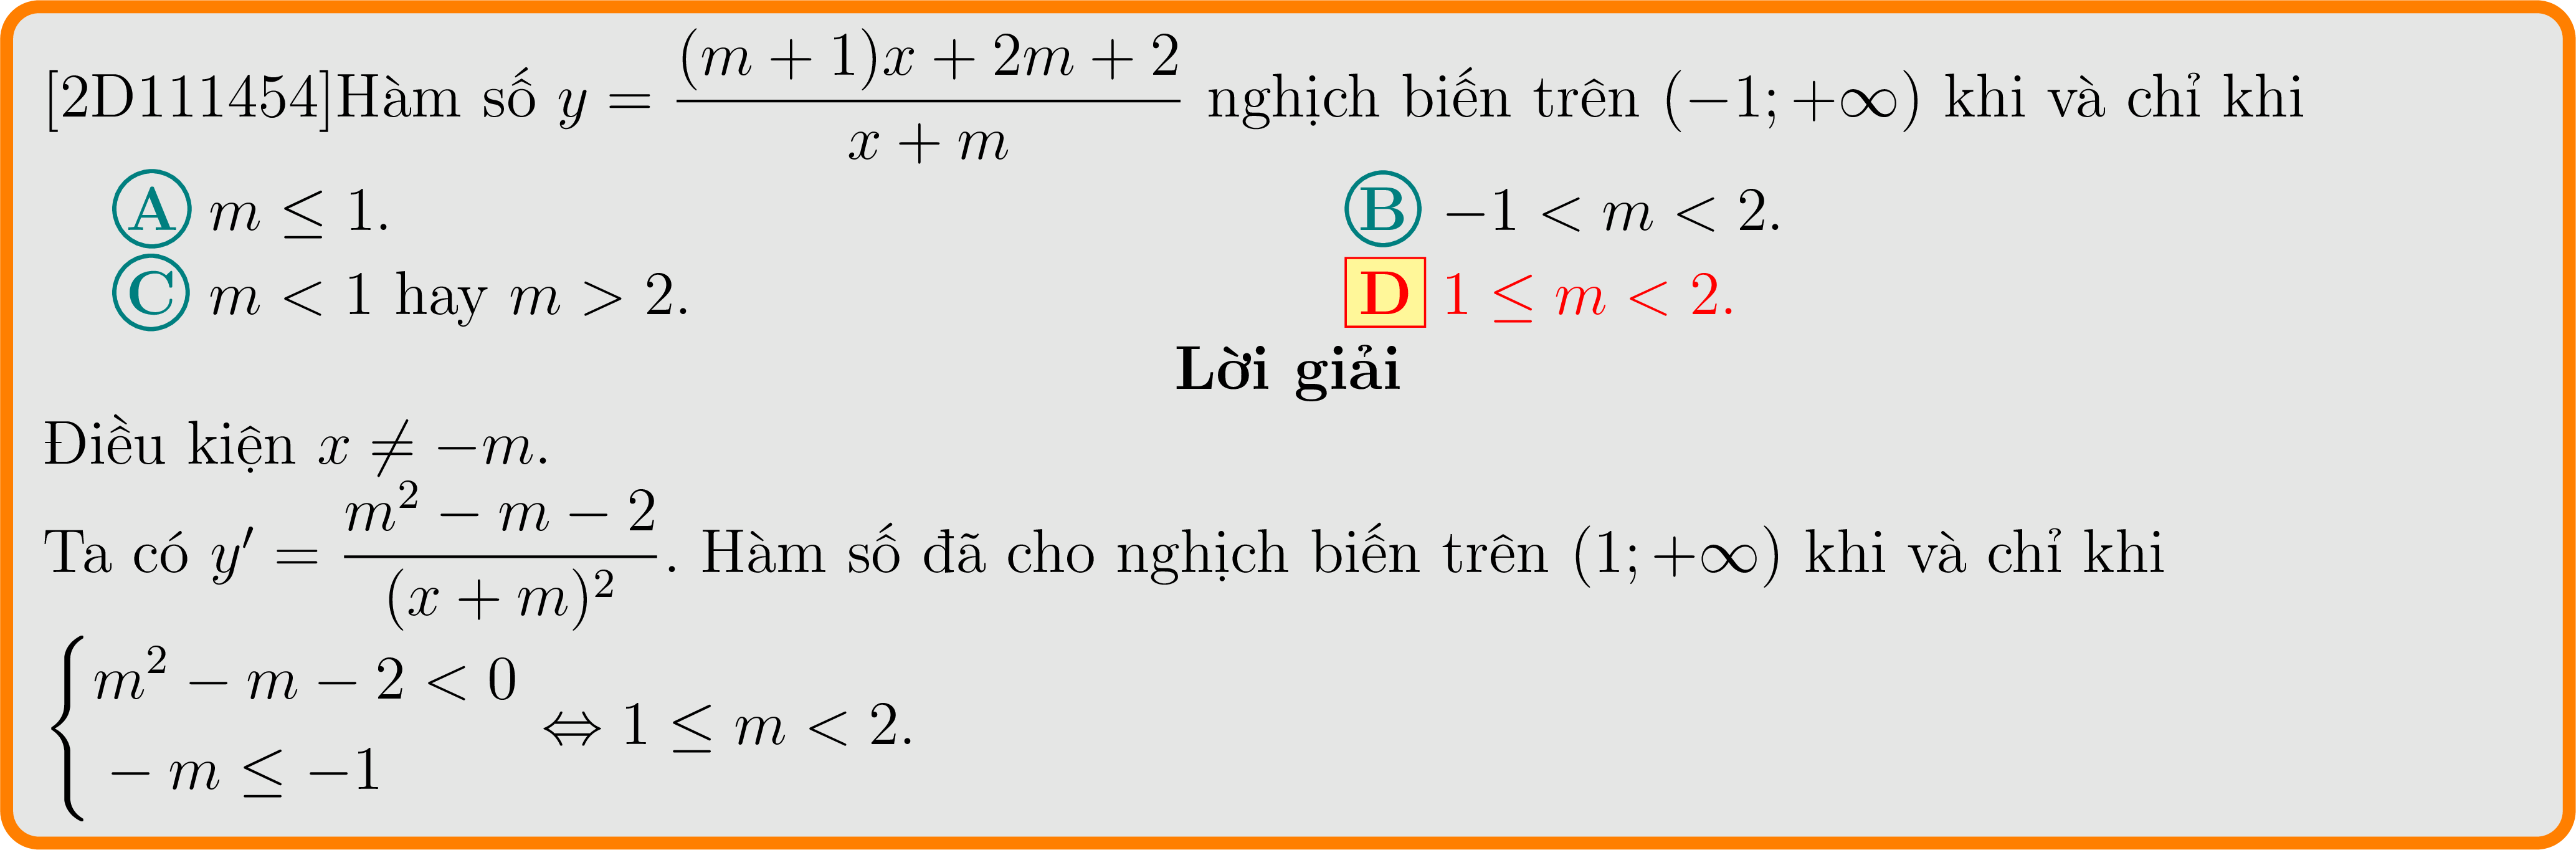 [2D111454]Hàm số $y = \dfrac{(m+1)x+2m+2}{x+m}$ nghịch biến trên $(-1;+\infty)$ khi và chỉ khi
A $m \leq 1$.
B $-1 < m < 2$.
C $m < 1$ hay $m > 2$.
D $1 \leq m < 2$.
Lời giải
Điều kiện $x \neq -m$.
Ta có $y' = \dfrac{m^2-m-2}{(x+m)^2}$. Hàm số đã cho nghịch biến trên $(1;+\infty)$ khi và chỉ khi
$\begin{cases} m^2-m-2<0 \\ -m \leq -1 \end{cases} \Leftrightarrow 1 \leq m < 2.$